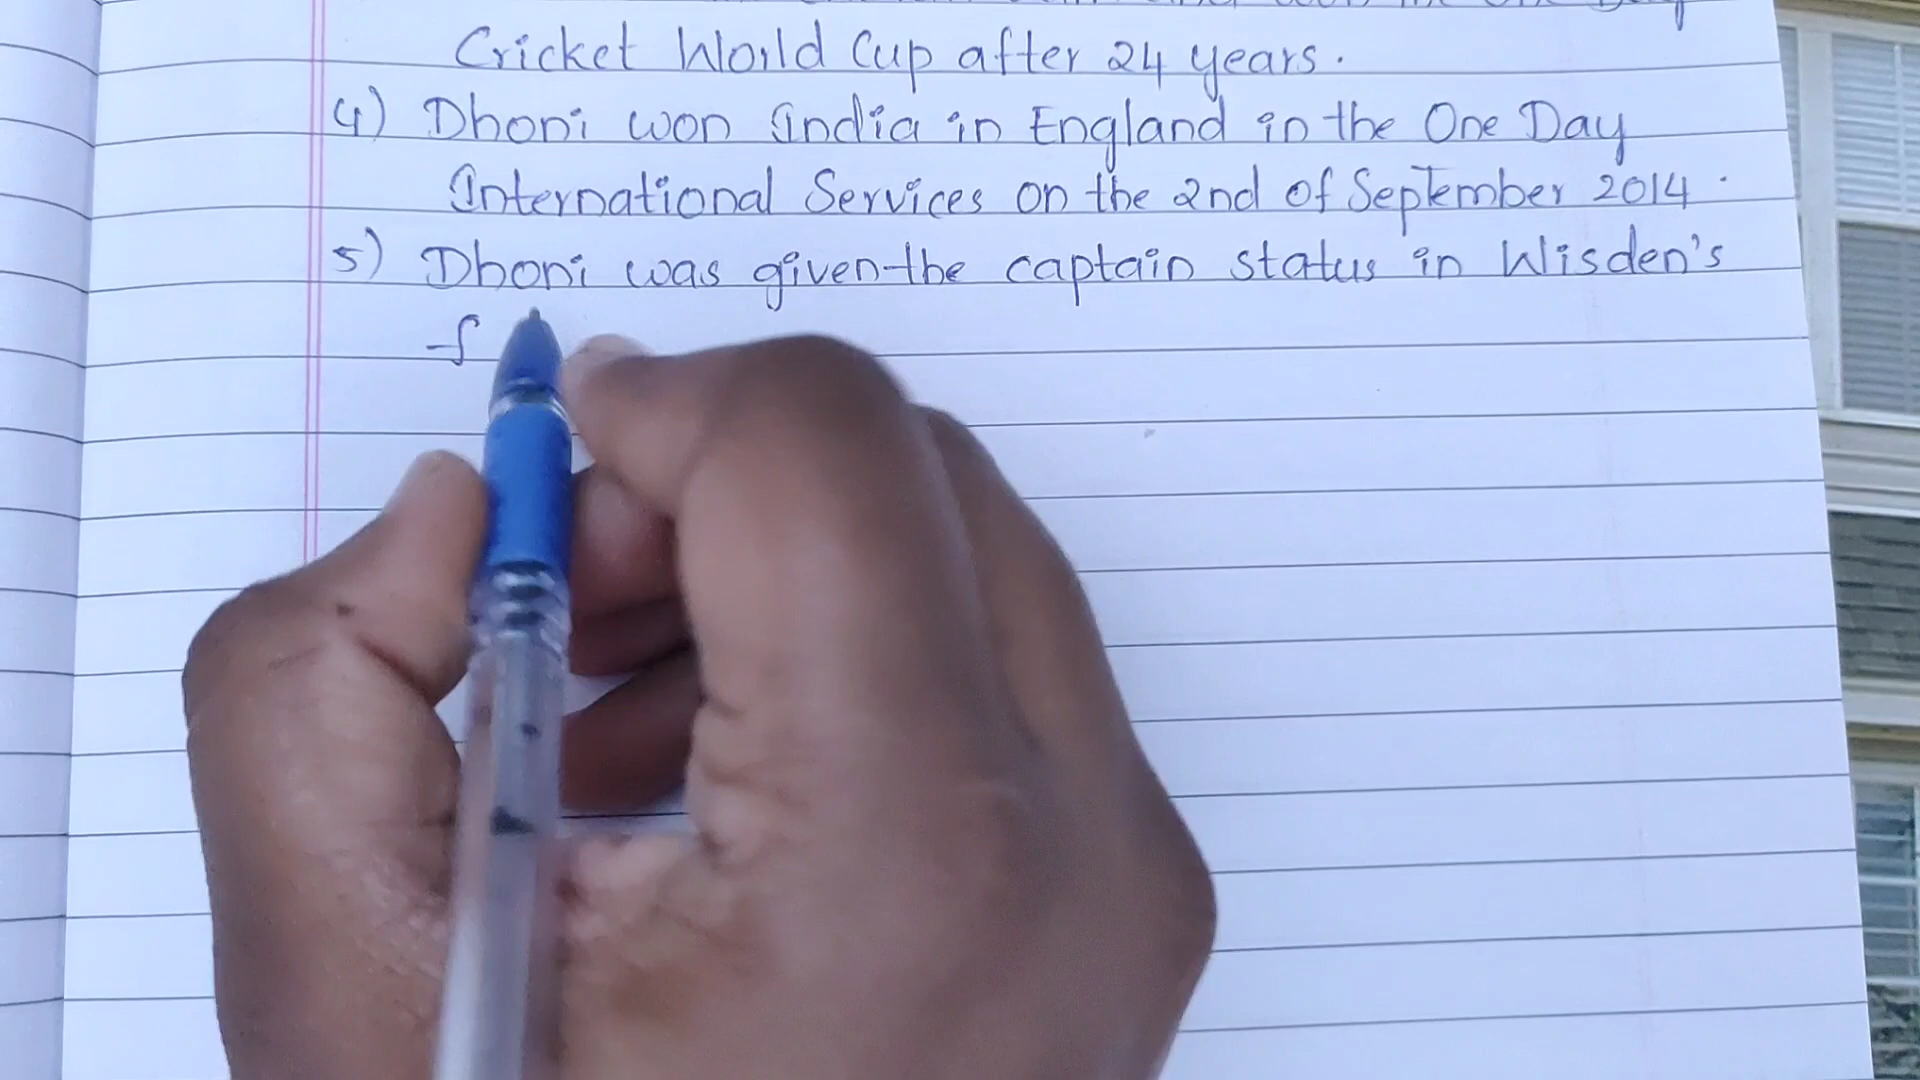 Cricket World Cup after 24 years.
4) Dhoni won India in England in the One Day
International Services on the 2nd of September 2014.
5) Dhoni was given the captain status in Wisden's
f